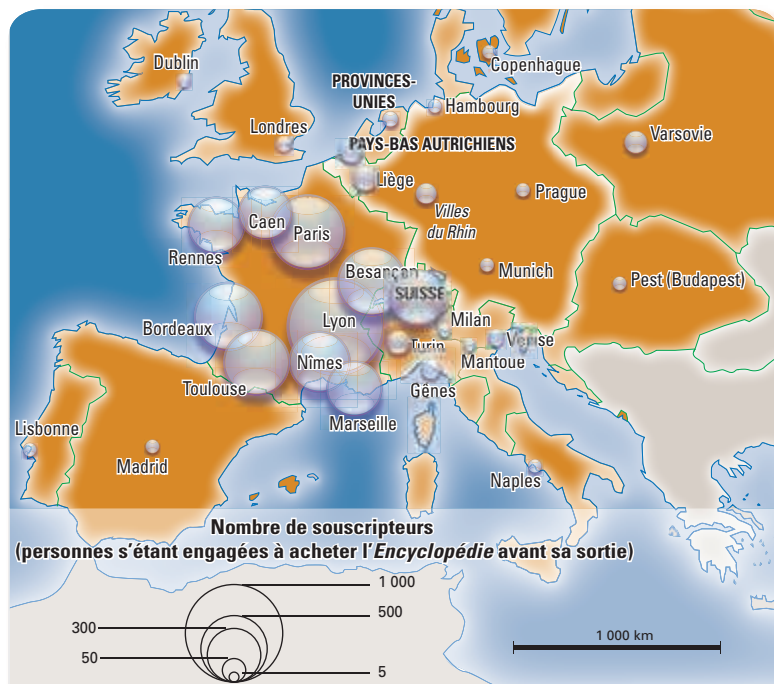 Dublin
Copenhague
PROVINCES-
UNIES
Hambourg
Londres
Varsovie
PAYS-BAS AUTRICHIENS
Liège
Prague
Villes
du Rhin
Caen
Paris
Rennes
Besançon
Munich
Pest (Budapest)
SUISSE
Bordeaux
Lyon
Milan
Turin
Venise
Mantoue
Nîmes
Toulouse
Gênes
Marseille
Lisbonne
Madrid
Naples
Nombre de souscripteurs
(personnes s'étant engagées à acheter l'Encyclopédie avant sa sortie)
1 000
500
300
50
5
1 000 km